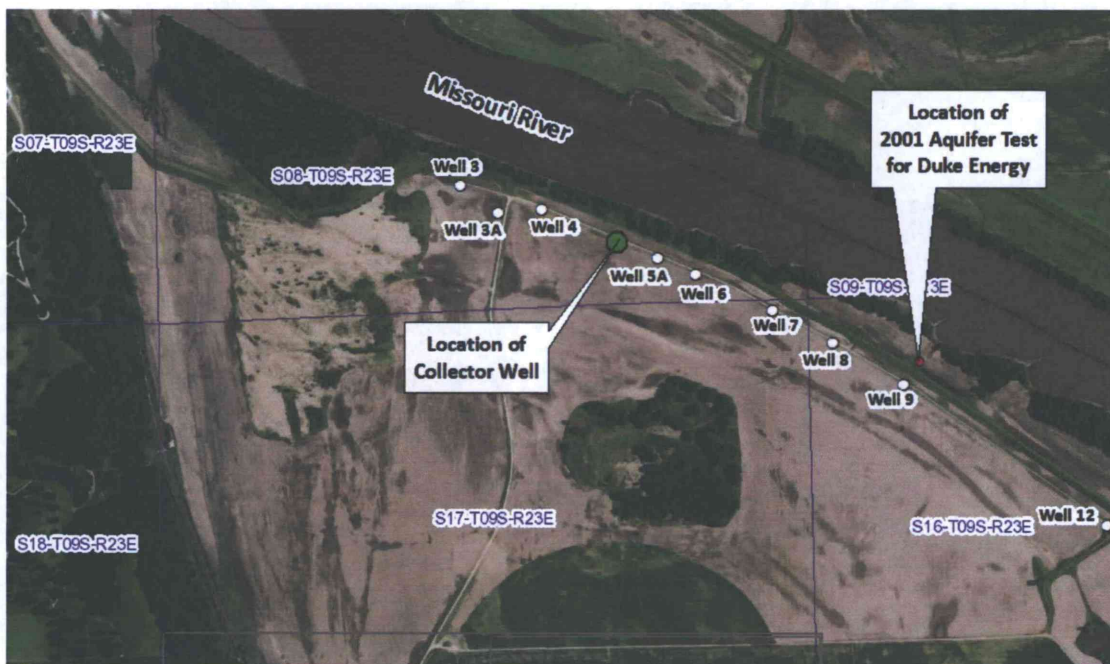 Missouri River
Location of
2001 Aquifer Test
for Duke Energy
S07-T09S-R23E
S08-T09S-R23E
Well 3
Well 3A
Well 4
Well 5A
Well 6
S09-T09S-R23E
Well 7
Location of
Collector Well
Well 8
Well 9
S17-T09S-R23E
S16-T09S-R23E
Well 12
S18-T09S-R23E